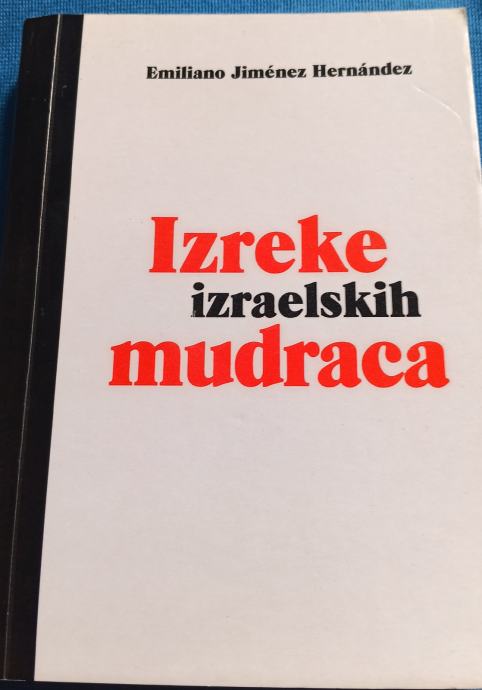 Emiliano Jiménez Hernández
Izreke
izraelskih
mudraca